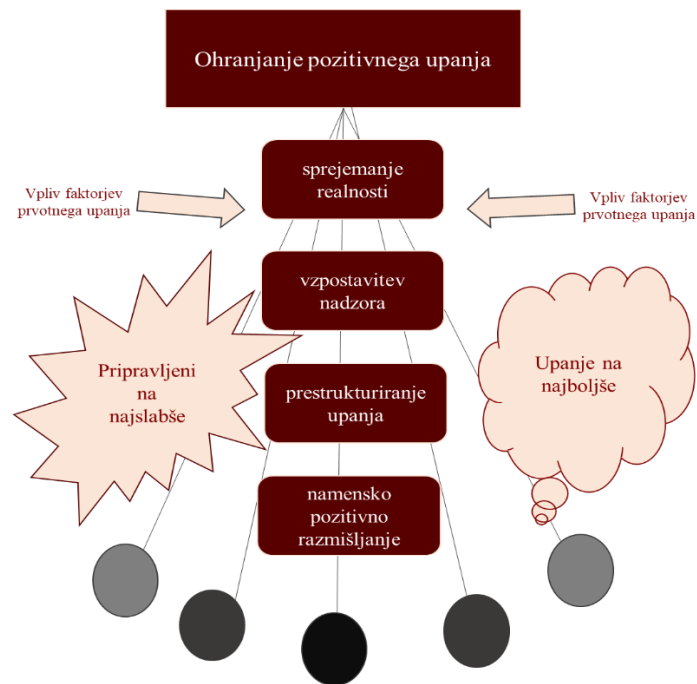 Ohranjanje pozitivnega upanja
sprejemanje
realnosti
Vpliv faktorjev
prvotnega upanja
Vpliv faktorjev
prvotnega upanja
vzpostavitev
nadzora
Pripravljeni
na
najslabše
Upanje na
najboljše
prestrukturiranje
upanja
namensko
pozitivno
razmišljanje